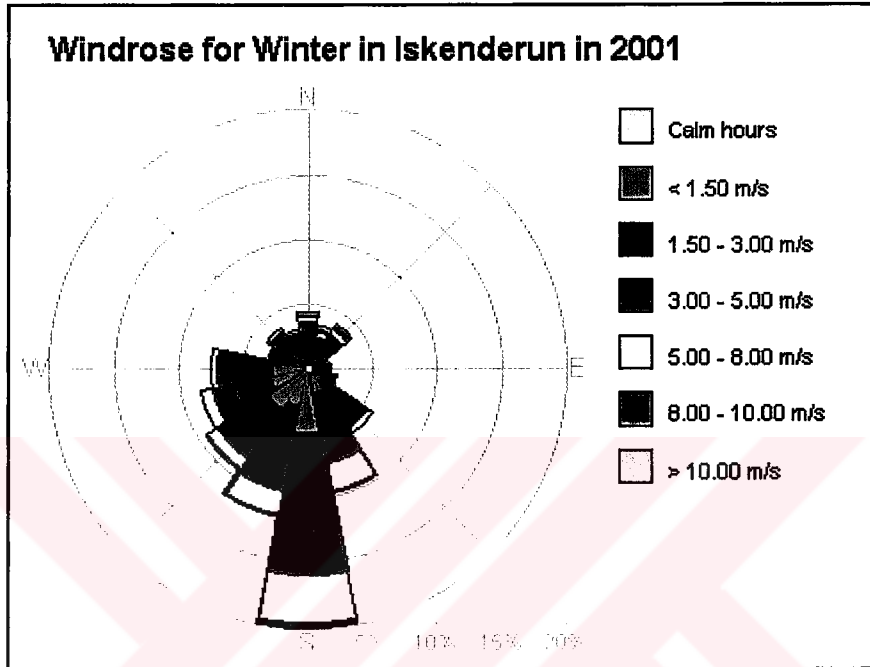 Windrose for Winter in Iskenderun in 2001
N
Calm hours
< 1.50 m/s
1.50 - 3.00 m/s
3.00 - 5.00 m/s
W
E
5.00 - 8.00 m/s
8.00 - 10.00 m/s
> 10.00 m/s
S 10% 15% 20%